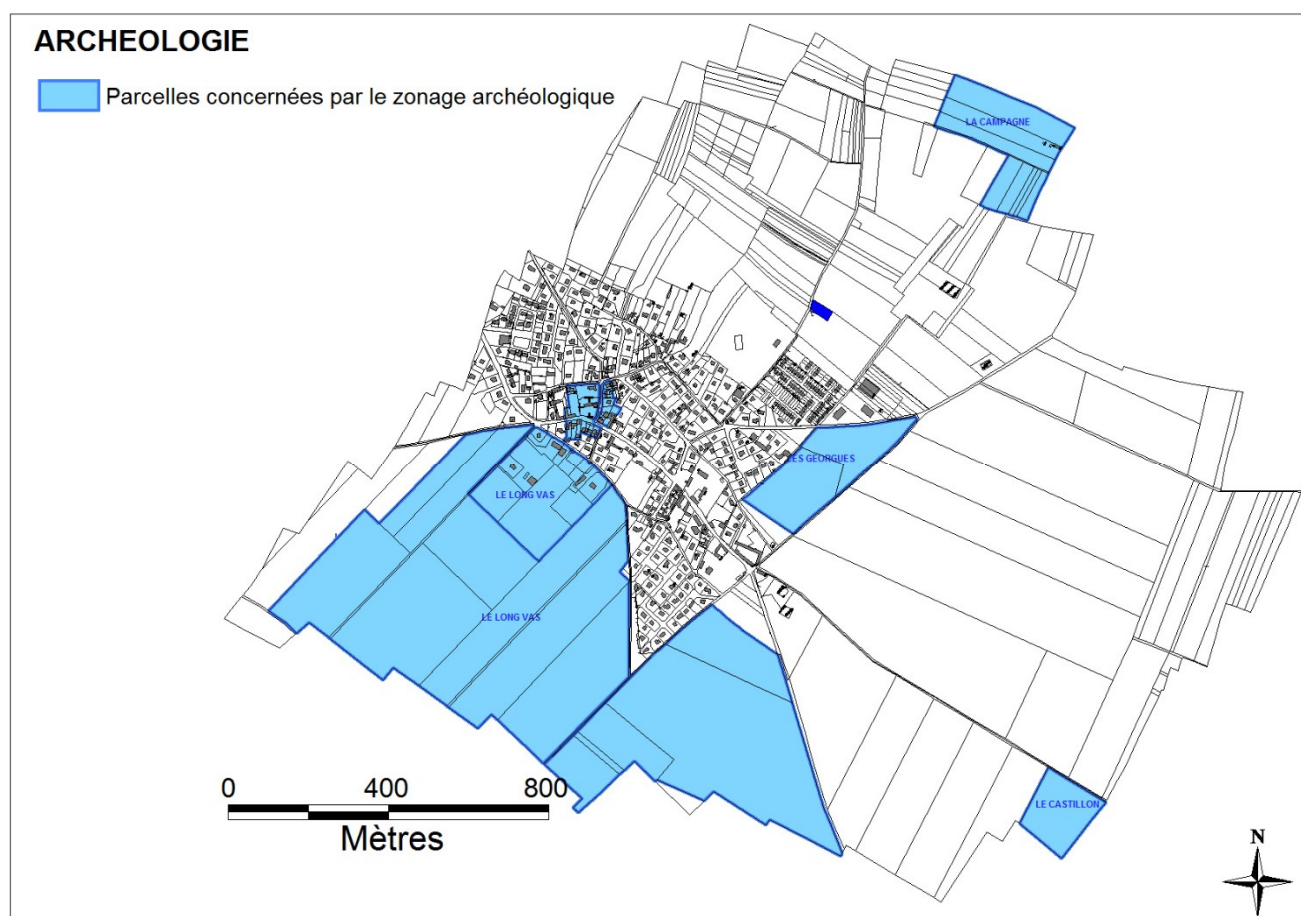 ARCHEOLOGIE
Parcelles concernées par le zonage archéologique
LA CAMPAGNE
LES GEORGUES
LE LONG VAS
LE LONG VAS
0 400 800
Mètres
LE CASTILLON
N